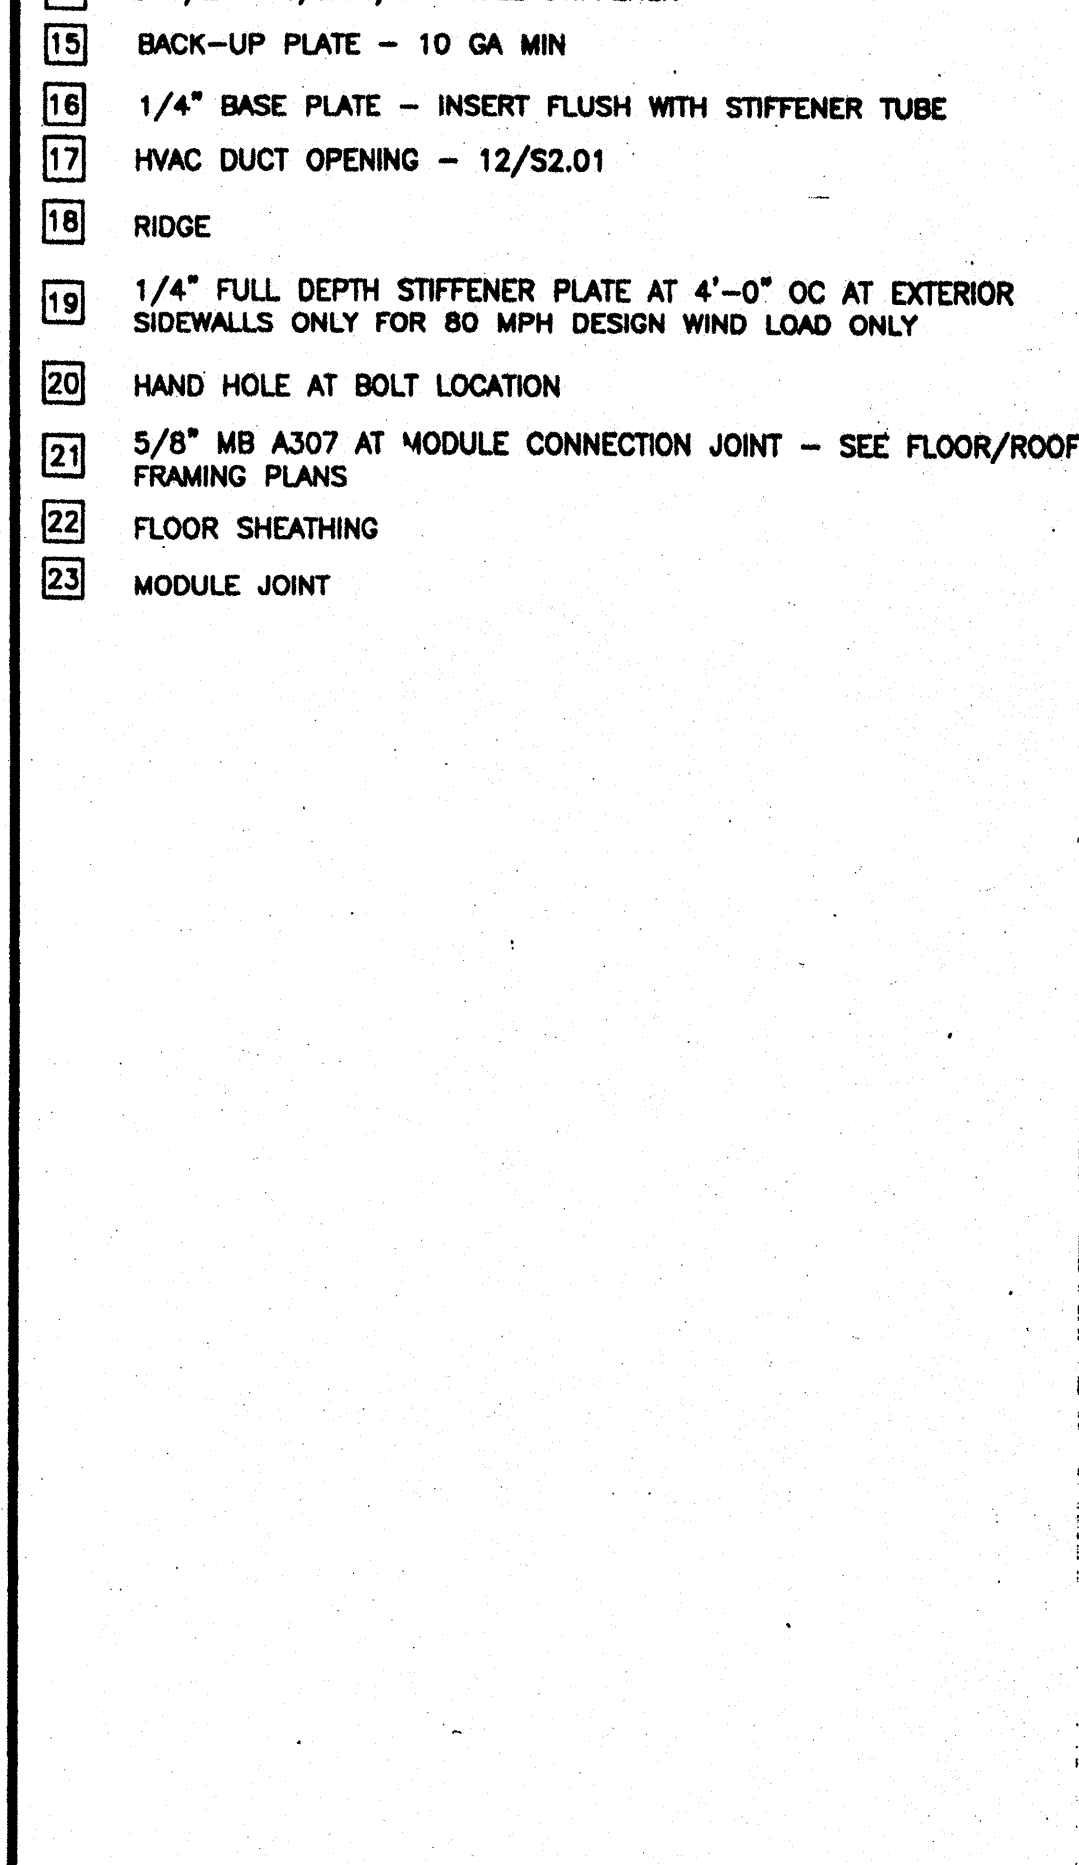 15 BACK-UP PLATE - 10 GA MIN
16 1/4" BASE PLATE - INSERT FLUSH WITH STIFFENER TUBE
17 HVAC DUCT OPENING - 12/S2.01
18 RIDGE
19 1/4" FULL DEPTH STIFFENER PLATE AT 4'-0" OC AT EXTERIOR
SIDEWALLS ONLY FOR 80 MPH DESIGN WIND LOAD ONLY
20 HAND HOLE AT BOLT LOCATION
21 5/8" MB A307 AT MODULE CONNECTION JOINT - SEE FLOOR/ROOF
FRAMING PLANS
22 FLOOR SHEATHING
23 MODULE JOINT